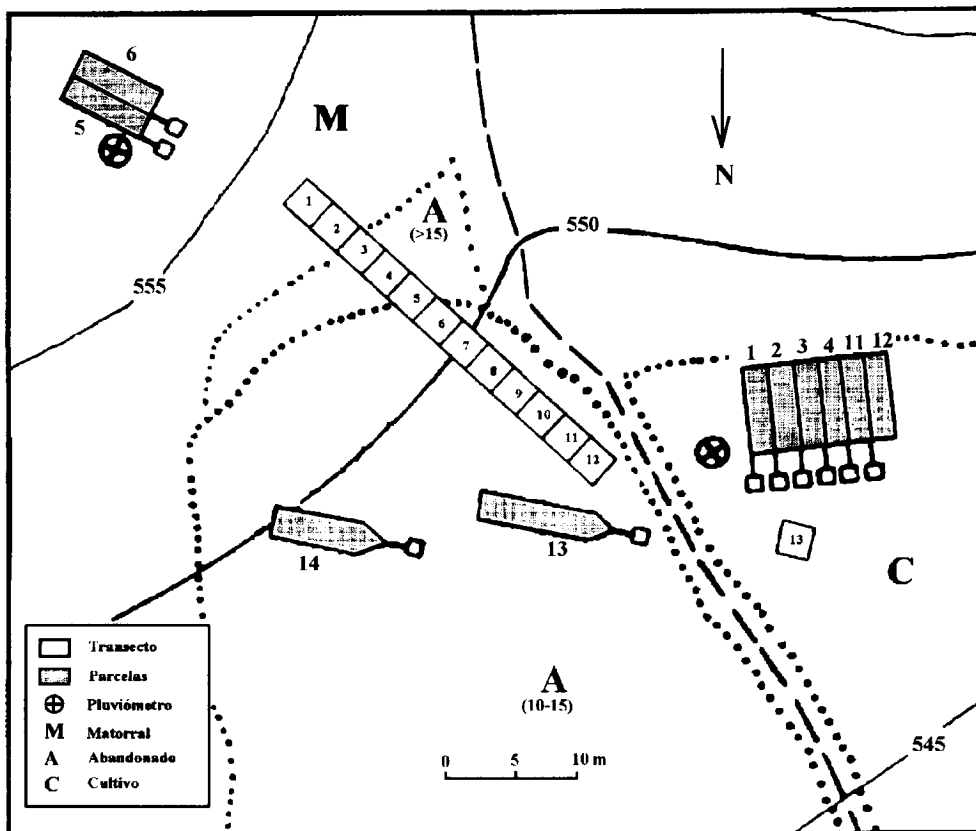 6
5
M
N
A
(>15)
550
555
1
2
3
4
5
6
7
8
9
10
11
12
1 2 3 4 11 12
13
14
13
C
A
(10-15)
545
0 5 10 m
Transecto
Parcelas
Pluviómetro
M Matorral
A Abandonado
C Cultivo